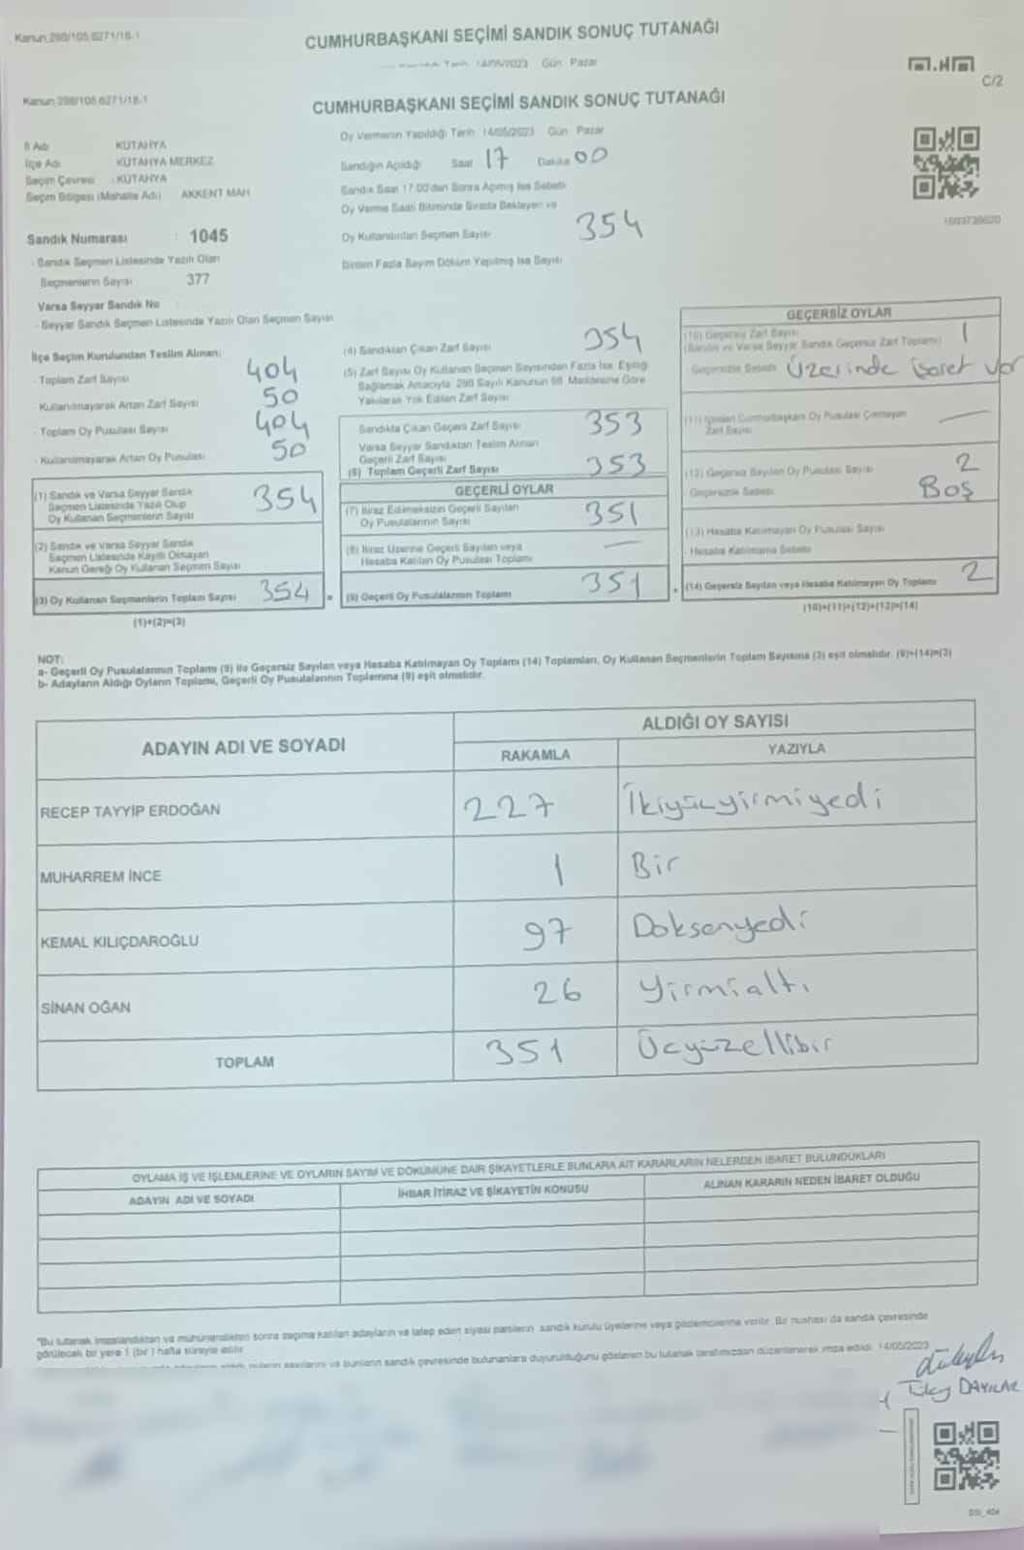 Kanun 298/105 6271/18-1
CUMHURBAŞKANI SEÇİMİ SANDIK SONUÇ TUTANAĞI
Tarih 14/05/2023 Gün Pazar
C/2
Kanun 298/105 6271/18-1
CUMHURBAŞKANI SEÇİMİ SANDIK SONUÇ TUTANAĞI
Oy Vermenin Yapıldığı Tarih 14/05/2023 Gün Pazar
İl Adı KÜTAHYA
İlçe Adı KÜTAHYA MERKEZ
Seçim Çevresi : KÜTAHYA
Seçim Bölgesi (Mahalle Adı) AKKENT MAH
Sandığın Açıldığı Saat 17 Dakika 00
Sandık Saat 17.00'den Sonra Açılmış İse Sebebi
Oy Verme Saati Bitiminde Sırada Bekleyen ve
Oy Kullandırılan Seçmen Sayısı 354
Birden Fazla Sayım Döküm Yapılmış İse Sayısı
Sandık Numarası : 1045
- Sandık Seçmen Listesinde Yazılı Olan
Seçmenlerin Sayısı 377
Varsa Seyyar Sandık No
- Seyyar Sandık Seçmen Listesinde Yazılı Olan Seçmen Sayısı
İlçe Seçim Kurulundan Teslim Alınan:
- Toplam Zarf Sayısı 404
- Kullanılmayarak Artan Zarf Sayısı 50
- Toplam Oy Pusulası Sayısı 404
- Kullanılmayarak Artan Oy Pusulası 50
(1) Sandık ve Varsa Seyyar Sandık
Seçmen Listesinde Yazılı Olup
Oy Kullanan Seçmenlerin Sayısı 354
(2) Sandık ve Varsa Seyyar Sandık
Seçmen Listesinde Kayıtlı Olmayan
Kanun Gereği Oy Kullanan Seçmen Sayısı
(3) Oy Kullanan Seçmenlerin Toplam Sayısı 354 =
(1)+(2)=(3)
(4) Sandıktan Çıkan Zarf Sayısı 354
(5) Zarf Sayısı Oy Kullanan Seçmen Sayısından Fazla İse, Eşitliği
Sağlamak Amacıyla 298 Sayılı Kanunun 98. Maddesine Göre
Yakılarak Yok Edilen Zarf Sayısı
Sandıkta Çıkan Geçerli Zarf Sayısı 353
Varsa Seyyar Sandıktan Teslim Alınan
Geçerli Zarf Sayısı
(6) Toplam Geçerli Zarf Sayısı 353
GEÇERLİ OYLAR
(7) İtiraz Edilmeksizin Geçerli Sayılan
Oy Pusulalarının Sayısı 351
(8) İtiraz Üzerine Geçerli Sayılan veya
Hesaba Katılan Oy Pusulası Toplamı —
(9) Geçerli Oy Pusulalarının Toplamı 351 +
GEÇERSİZ OYLAR
(10) Geçersiz Zarf Sayısı
(Sandık ve Varsa Seyyar Sandık Geçersiz Zarf Toplamı) 1
Geçersizlik Sebebi Üzerinde işaret var
Zarf Sayısı —
(12) Geçersiz Sayılan Oy Pusulası Sayısı 2
Geçersizlik Sebebi Boş
(13) Hesaba Katılmayan Oy Pusulası Sayısı
- Hesaba Katılmama Sebebi
(14) Geçersiz Sayılan veya Hesaba Katılmayan Oy Toplamı 2
(10)+(11)+(12)+(13)=(14)
NOT:
a- Geçerli Oy Pusulalarının Toplamı (9) ile Geçersiz Sayılan veya Hesaba Katılmayan Oy Toplamı (14) Toplamları, Oy Kullanan Seçmenlerin Toplam Sayısına (3) eşit olmalıdır. (9)+(14)=(3)
b- Adayların Aldığı Oyların Toplamı, Geçerli Oy Pusulalarının Toplamına (9) eşit olmalıdır.
ADAYIN ADI VE SOYADI
ALDIĞI OY SAYISI
RAKAMLA YAZIYLA
RECEP TAYYİP ERDOĞAN 227 İkiyüzyirmiyedi
MUHARREM İNCE 1 Bir
KEMAL KILIÇDAROĞLU 97 Doksanyedi
SİNAN OĞAN 26 Yirmialtı
TOPLAM 351 Üçyüzellibir
OYLAMA İŞ VE İŞLEMLERİNE VE OYLARIN SAYIM VE DÖKÜMÜNE DAİR ŞİKAYETLERLE BUNLARA AİT KARARLARIN NELERDEN İBARET BULUNDUKLARI
ADAYIN ADI VE SOYADI İHBAR İTİRAZ VE ŞİKAYETİN KONUSU ALINAN KARARIN NEDEN İBARET OLDUĞU
"Bu tutanak imzalandıktan ve mühürlendikten sonra seçime katılan adayların ve talep eden siyasi partilerin sandık kurulu üyelerine veya gözlemcilerine verilir. Bir nüshası da sandık çevresinde
görülecek bir yere 1 (bir) hafta süreyle asılır.
sandık çevresinde bulunanlara duyurulduğunu gösteren bu tutanak tarafımızdan düzenlenerek imza edildi. 14/05/2023
DAYILAR